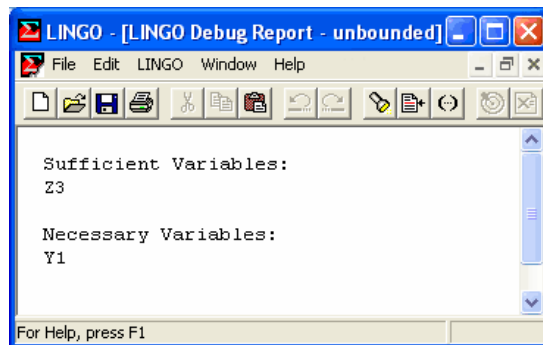 LINGO - [LINGO Debug Report - unbounded]
File Edit LINGO Window Help
Sufficient Variables:
Z3
Necessary Variables:
Y1
For Help, press F1